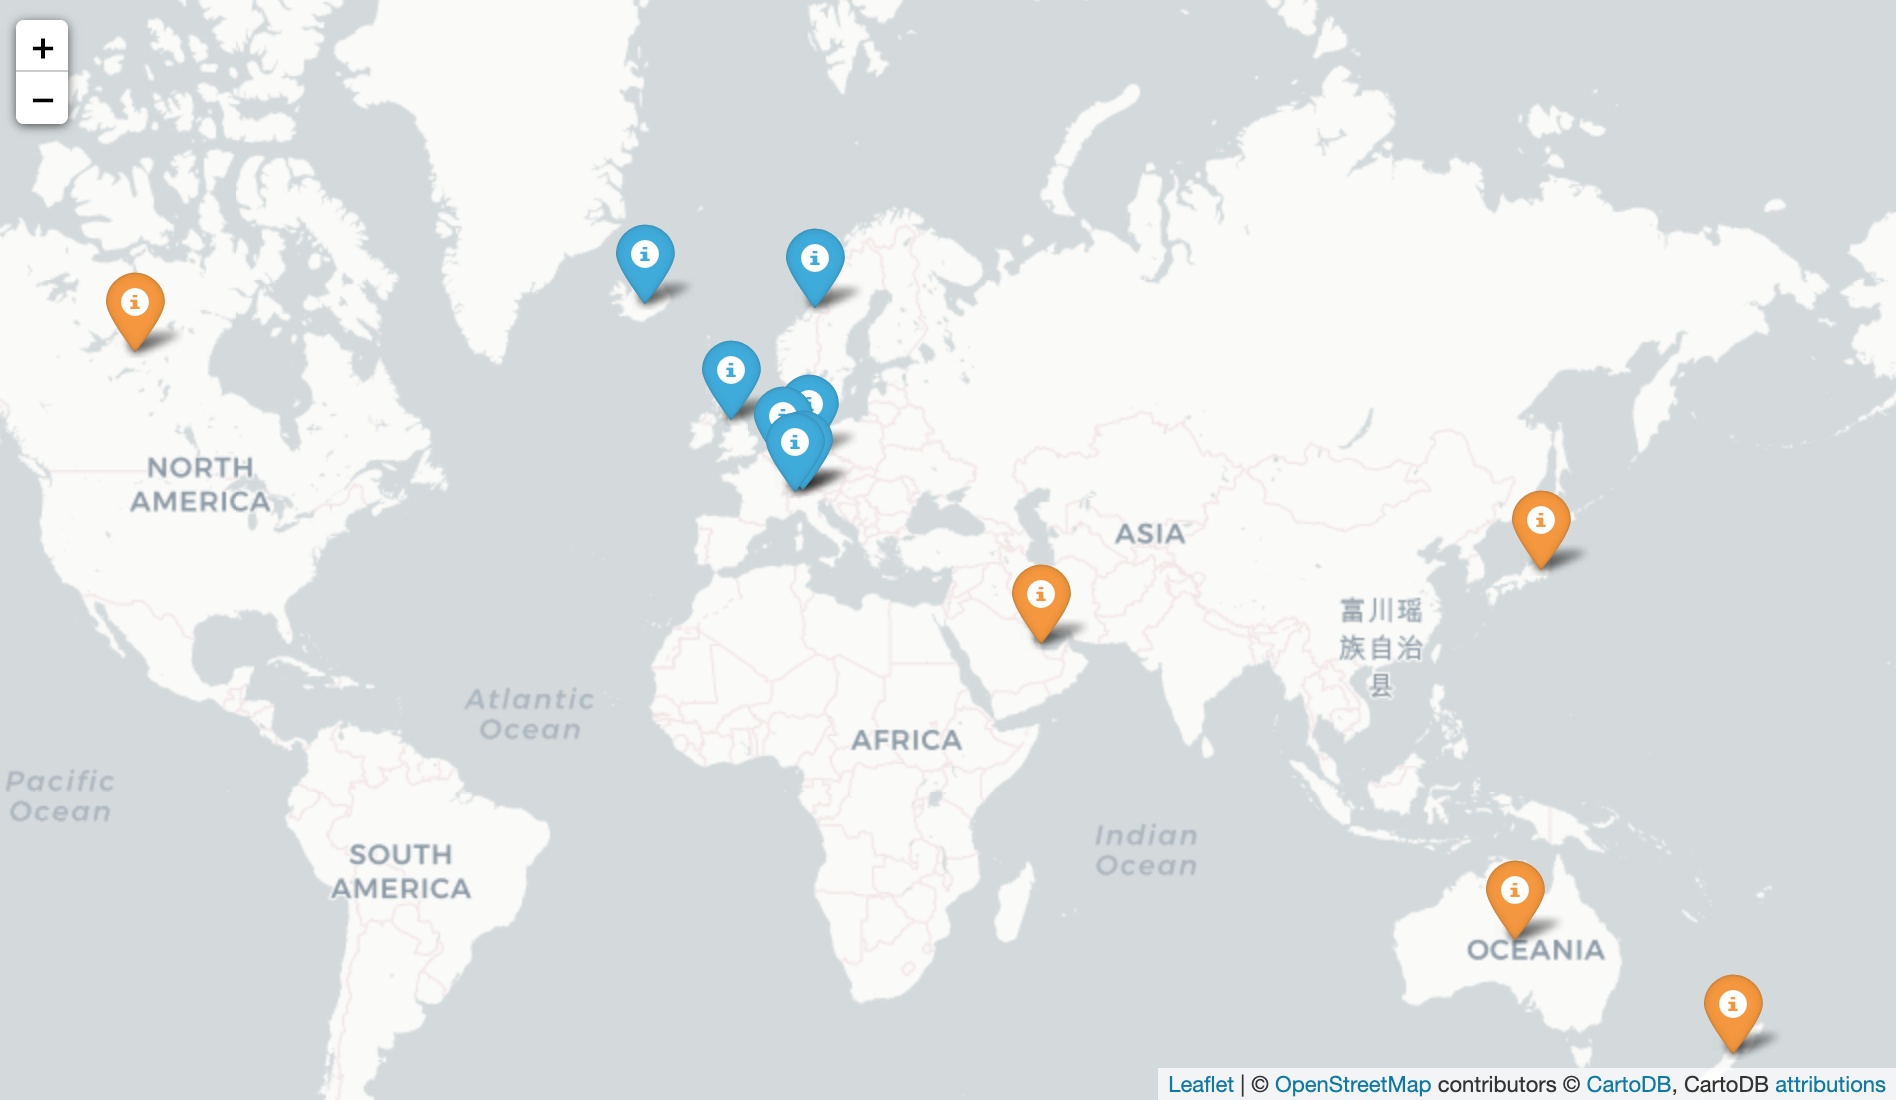 +
−
NORTH
AMERICA
ASIA
富川瑶
族自治
县
Atlantic
Ocean
AFRICA
Pacific
Ocean
Indian
Ocean
SOUTH
AMERICA
OCEANIA
Leaflet | © OpenStreetMap contributors © CartoDB, CartoDB attributions